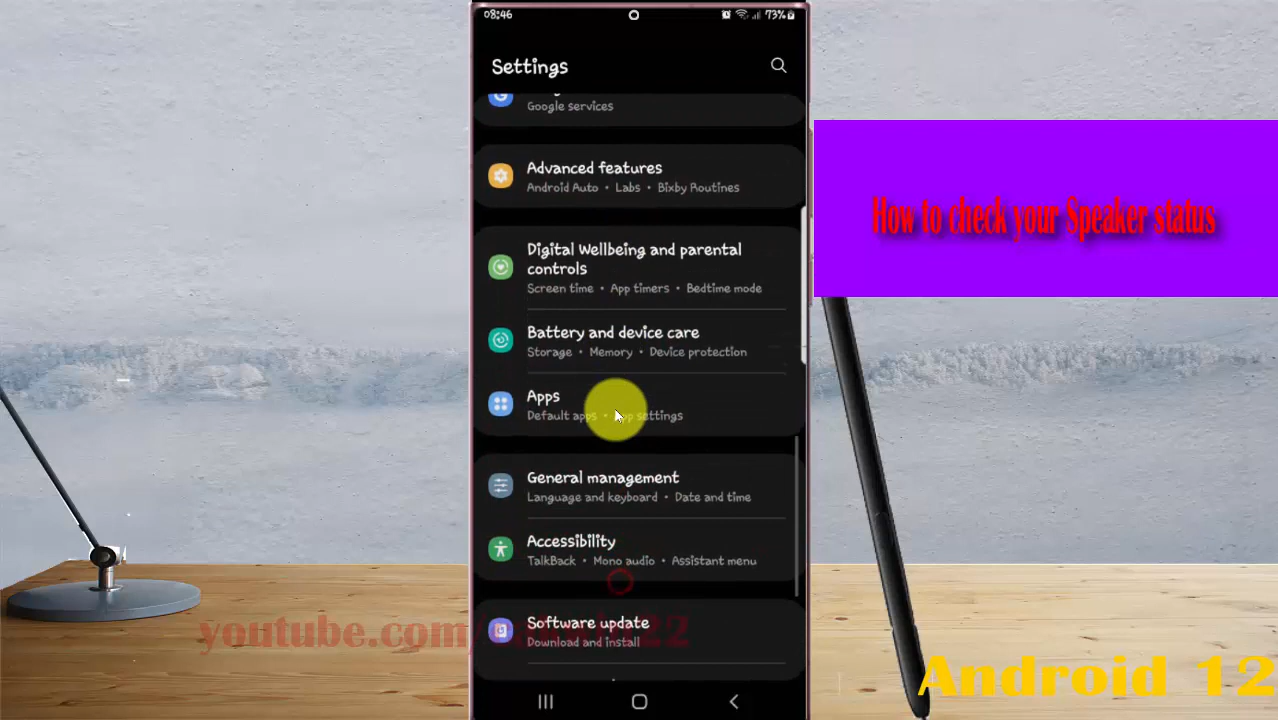 08:46
73%
Settings
Google services
Advanced features
Android Auto • Labs • Bixby Routines
Digital Wellbeing and parental
controls
Screen time • App timers • Bedtime mode
Battery and device care
Storage • Memory • Device protection
Apps
Default apps • App settings
General management
Language and keyboard • Date and time
Accessibility
TalkBack • Mono audio • Assistant menu
Software update
Download and install
How to check your Speaker status
youtube.com/
Android 12